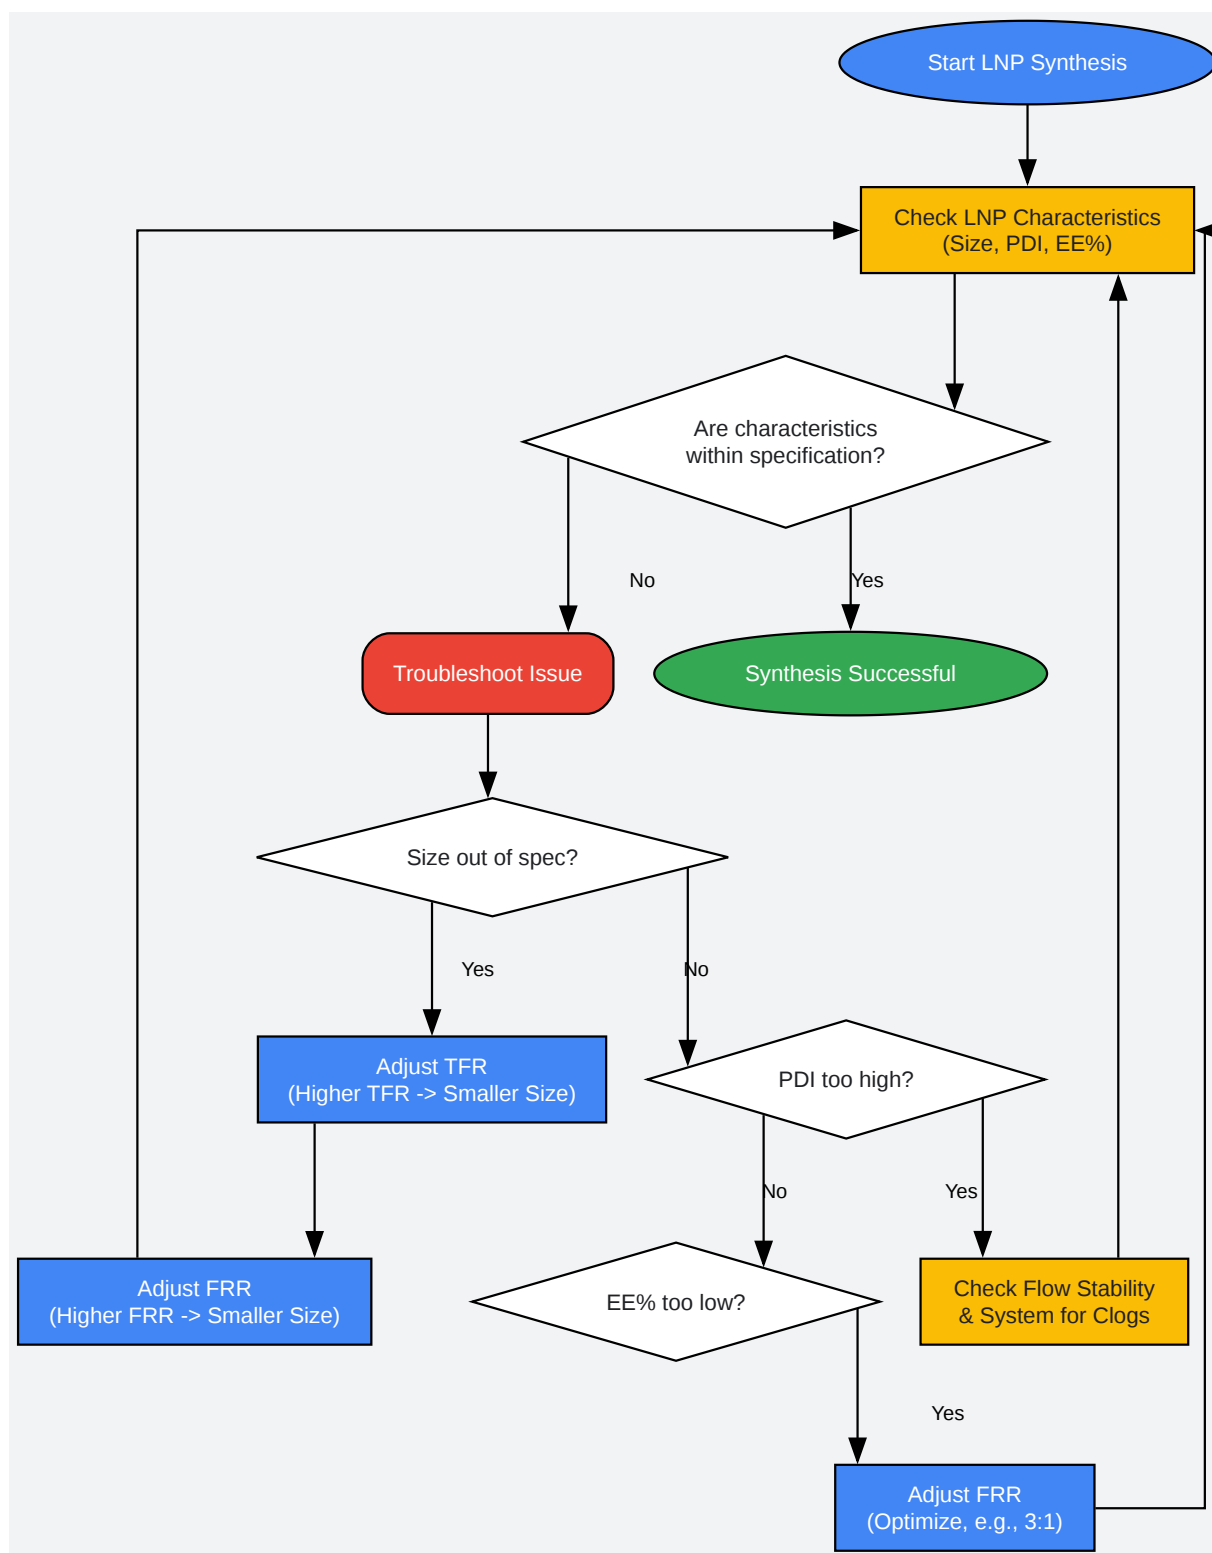 Start LNP Synthesis
Check LNP Characteristics
(Size, PDI, EE%)
Are characteristics
within specification?
No
Yes
Troubleshoot Issue
Synthesis Successful
Size out of spec?
Yes
No
Adjust TFR
(Higher TFR -> Smaller Size)
PDI too high?
No
Yes
Adjust FRR
(Higher FRR -> Smaller Size)
EE% too low?
Check Flow Stability
& System for Clogs
Yes
Adjust FRR
(Optimize, e.g., 3:1)